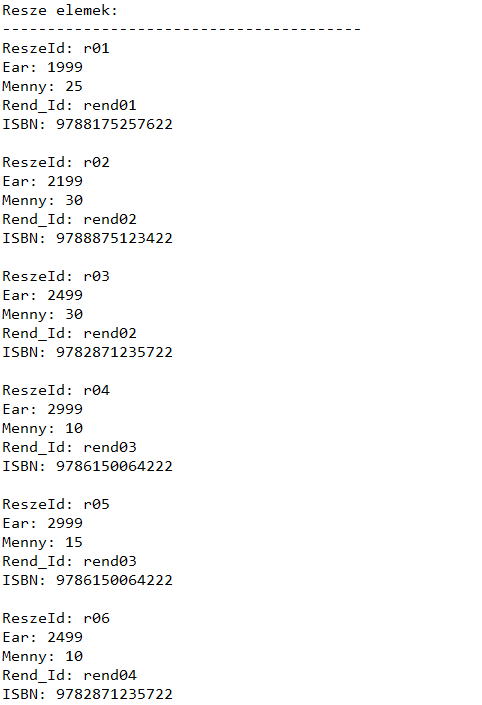 Resze elemek:
----------------------------------------
ReszeId: r01
Ear: 1999
Menny: 25
Rend_Id: rend01
ISBN: 9788175257622
ReszeId: r02
Ear: 2199
Menny: 30
Rend_Id: rend02
ISBN: 9788875123422
ReszeId: r03
Ear: 2499
Menny: 30
Rend_Id: rend02
ISBN: 9782871235722
ReszeId: r04
Ear: 2999
Menny: 10
Rend_Id: rend03
ISBN: 9786150064222
ReszeId: r05
Ear: 2999
Menny: 15
Rend_Id: rend03
ISBN: 9786150064222
ReszeId: r06
Ear: 2499
Menny: 10
Rend_Id: rend04
ISBN: 9782871235722